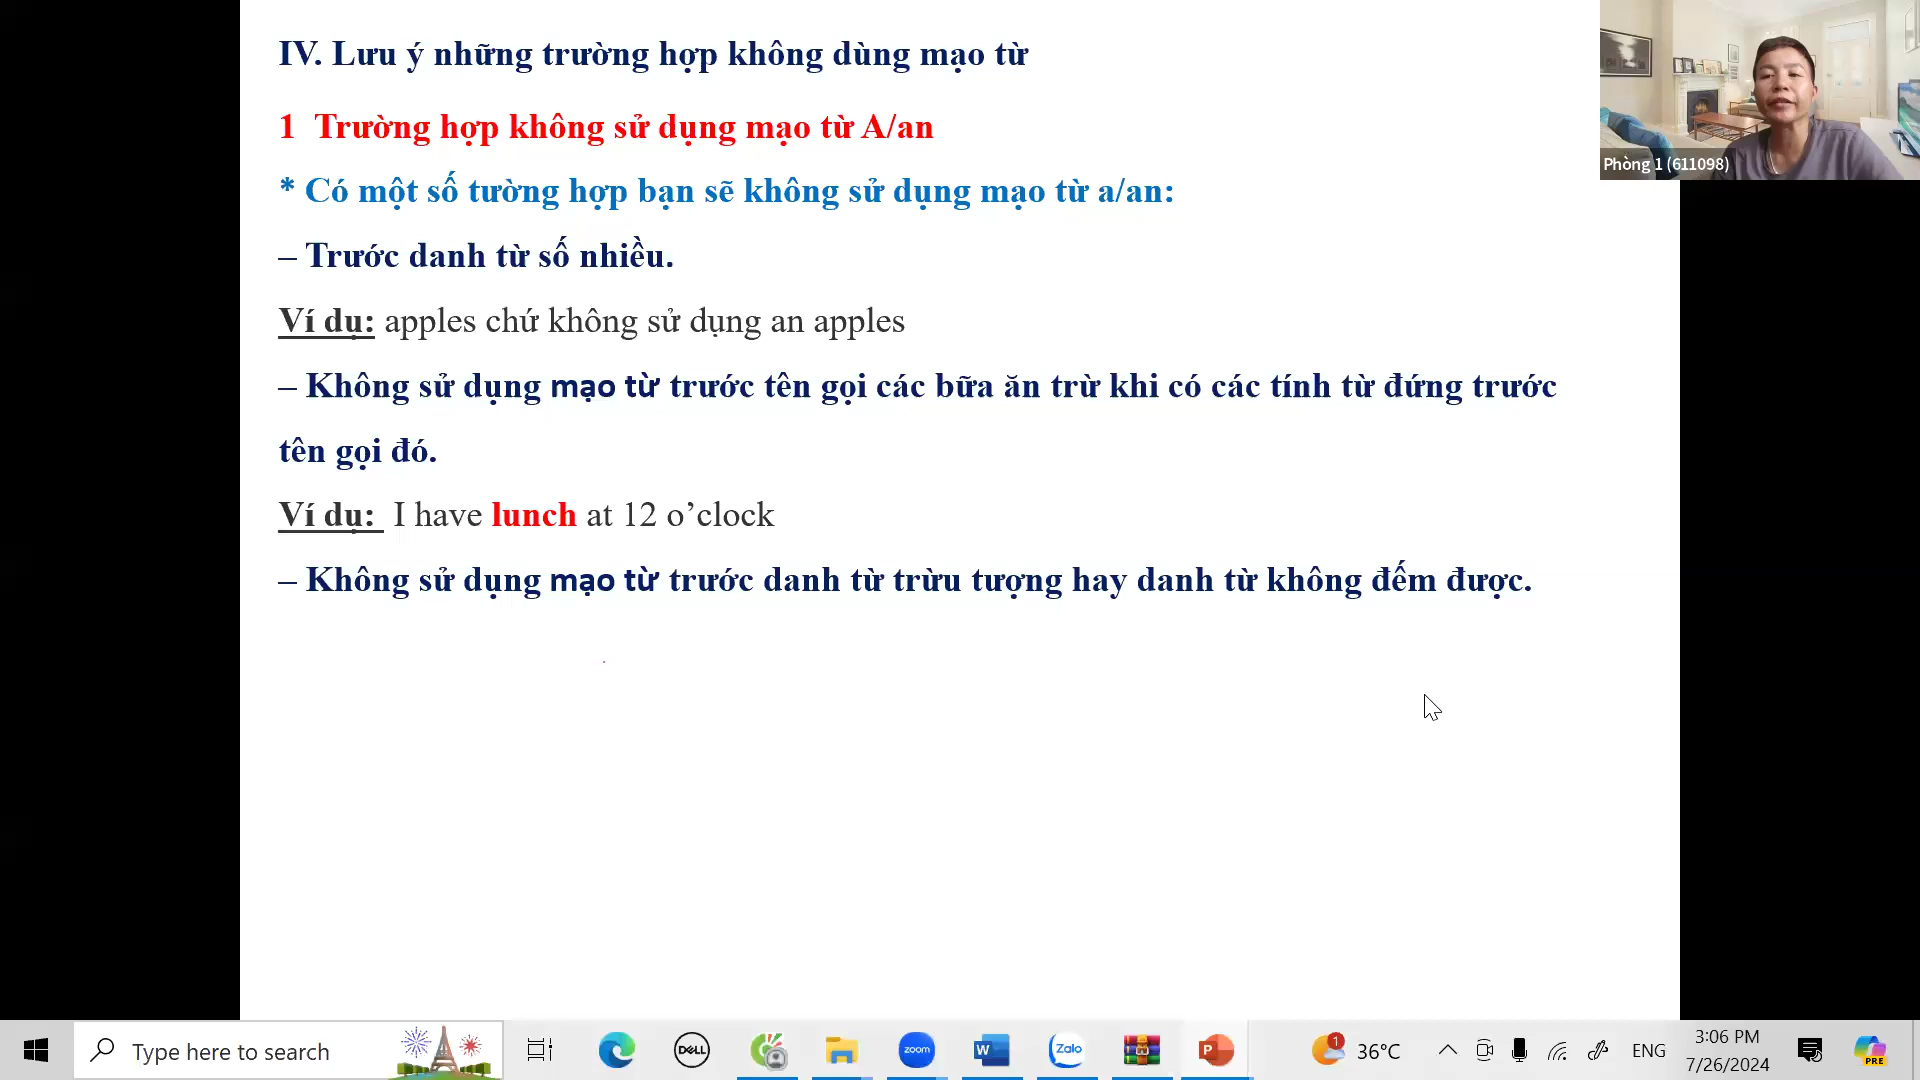 IV. Lưu ý những trường hợp không dùng mạo từ
1 Trường hợp không sử dụng mạo từ A/an
* Có một số tường hợp bạn sẽ không sử dụng mạo từ a/an:
– Trước danh từ số nhiều.
Ví dụ: apples chứ không sử dụng an apples
– Không sử dụng mạo từ trước tên gọi các bữa ăn trừ khi có các tính từ đứng trước
tên gọi đó.
Ví dụ: I have lunch at 12 o’clock
– Không sử dụng mạo từ trước danh từ trừu tượng hay danh từ không đếm được.
Phòng 1 (611098)
Type here to search
DELL
zoom
W
Zalo
P
1
36°C
ENG
3:06 PM
7/26/2024
PRE